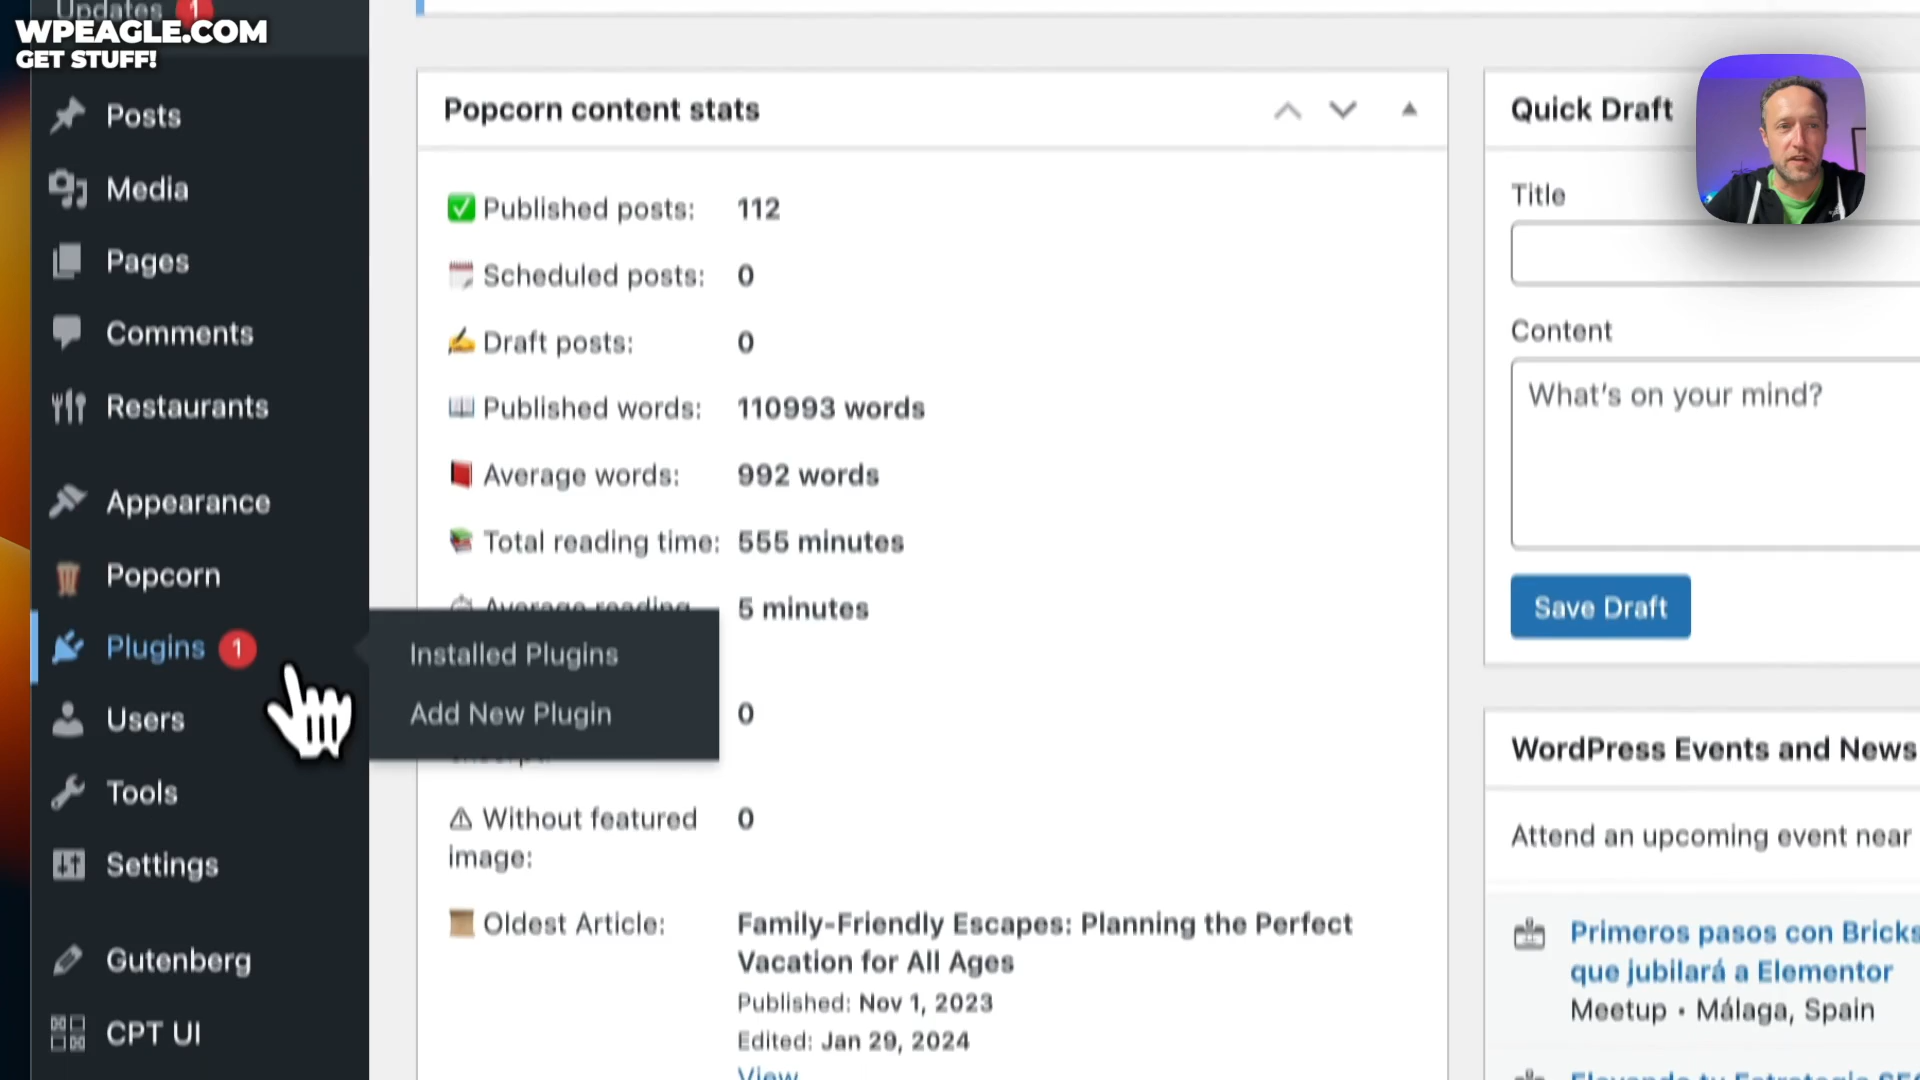 Updates 1
WPEAGLE.COM
GET STUFF!
Posts
Media
Pages
Comments
Restaurants
Appearance
Popcorn
Plugins 1
Installed Plugins
Add New Plugin
Users
Tools
Settings
Gutenberg
CPT UI
Popcorn content stats
Published posts: 112
Scheduled posts: 0
Draft posts: 0
Published words: 110993 words
Average words: 992 words
Total reading time: 555 minutes
Average reading 5 minutes
0
Without featured 0
image:
Oldest Article: Family-Friendly Escapes: Planning the Perfect
Vacation for All Ages
Published: Nov 1, 2023
Edited: Jan 29, 2024
View
Quick Draft
Title
Content
What's on your mind?
Save Draft
WordPress Events and News
Attend an upcoming event near
Primeros pasos con Bricks
que jubilará a Elementor
Meetup • Málaga, Spain